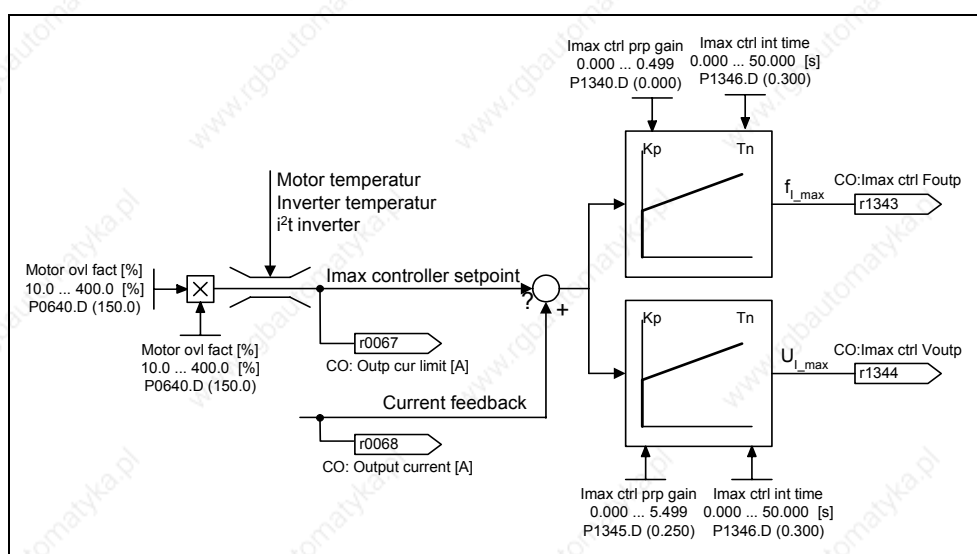 Imax ctrl prp gain
0.000 ... 0.499
P1340.D (0.000)
Imax ctrl int time
0.000 ... 50.000 [s]
P1346.D (0.300)
Kp
Tn
f I_max
CO:Imax ctrl Foutp
r1343
Motor temperatur
Inverter temperatur
i²t inverter
Motor ovl fact [%]
10.0 ... 400.0 [%]
P0640.D (150.0)
Imax controller setpoint
?
+
r0067
CO: Outp cur limit [A]
Motor ovl fact [%]
10.0 ... 400.0 [%]
P0640.D (150.0)
Current feedback
r0068
CO: Output current [A]
Kp
Tn
U I_max
CO:Imax ctrl Voutp
r1344
Imax ctrl prp gain
0.000 ... 5.499
P1345.D (0.250)
Imax ctrl int time
0.000 ... 50.000 [s]
P1346.D (0.300)
www.rgbautomatyka.pl